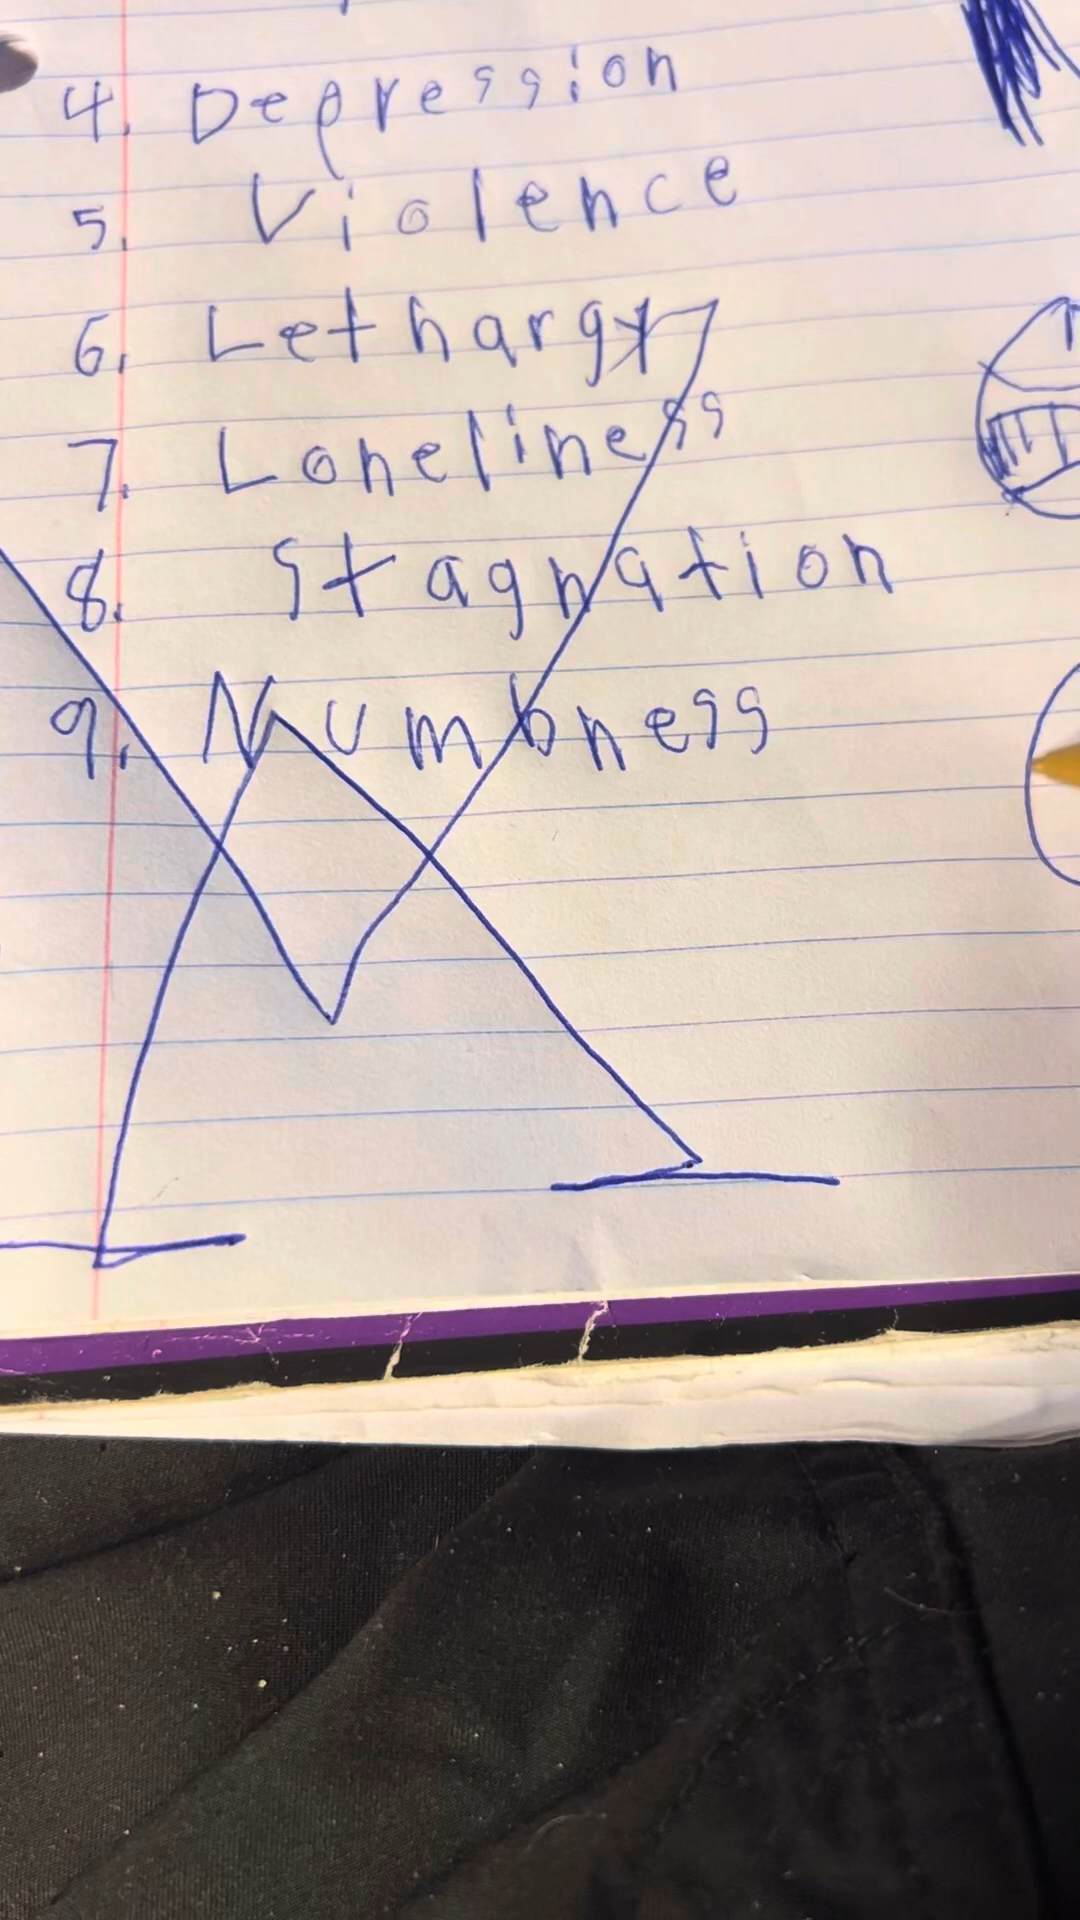 4. Depression
5. Violence
6. Lethargy
7. Loneliness
8. Stagnation
9. Numbness